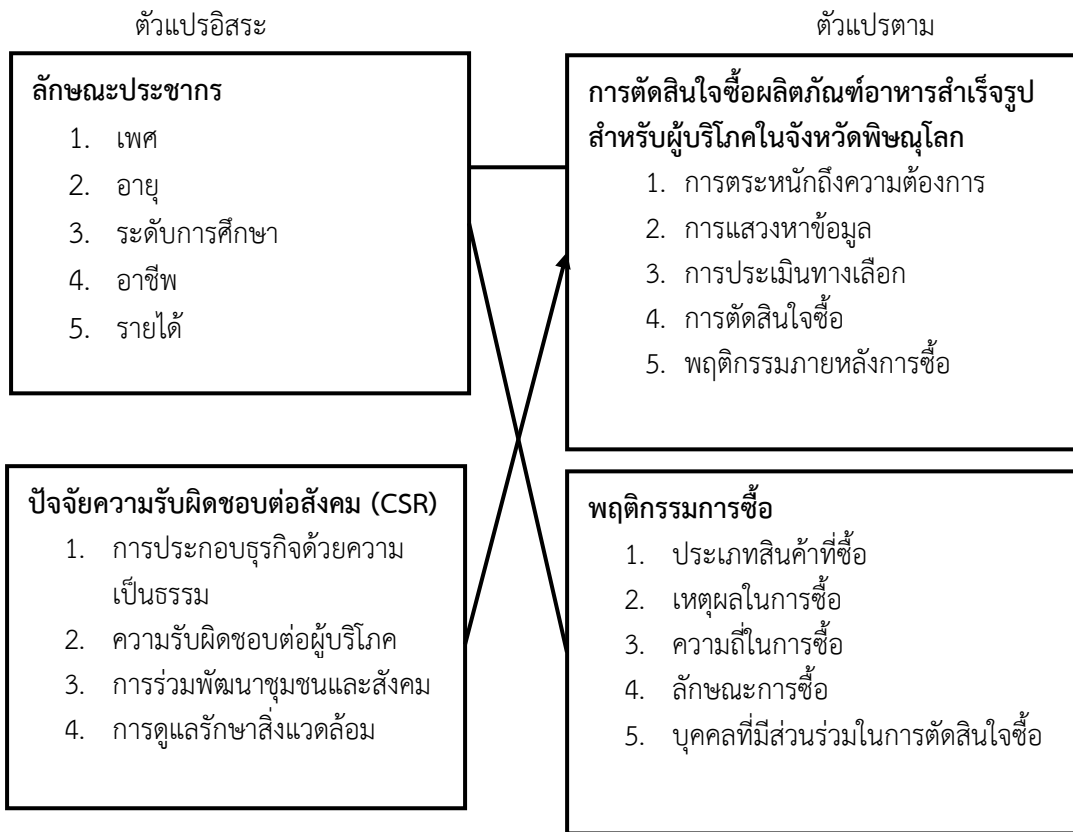 ตัวแปรอิสระ
ลักษณะประชากร
1. เพศ
2. อายุ
3. ระดับการศึกษา
4. อาชีพ
5. รายได้
ปัจจัยความรับผิดชอบต่อสังคม (CSR)
1. การประกอบธุรกิจด้วยความ
เป็นธรรม
2. ความรับผิดชอบต่อผู้บริโภค
3. การร่วมพัฒนาชุมชนและสังคม
4. การดูแลรักษาสิ่งแวดล้อม
ตัวแปรตาม
การตัดสินใจซื้อผลิตภัณฑ์อาหารสำเร็จรูป
สำหรับผู้บริโภคในจังหวัดพิษณุโลก
1. การตระหนักถึงความต้องการ
2. การแสวงหาข้อมูล
3. การประเมินทางเลือก
4. การตัดสินใจซื้อ
5. พฤติกรรมภายหลังการซื้อ
พฤติกรรมการซื้อ
1. ประเภทสินค้าที่ซื้อ
2. เหตุผลในการซื้อ
3. ความถี่ในการซื้อ
4. ลักษณะการซื้อ
5. บุคคลที่มีส่วนร่วมในการตัดสินใจซื้อ